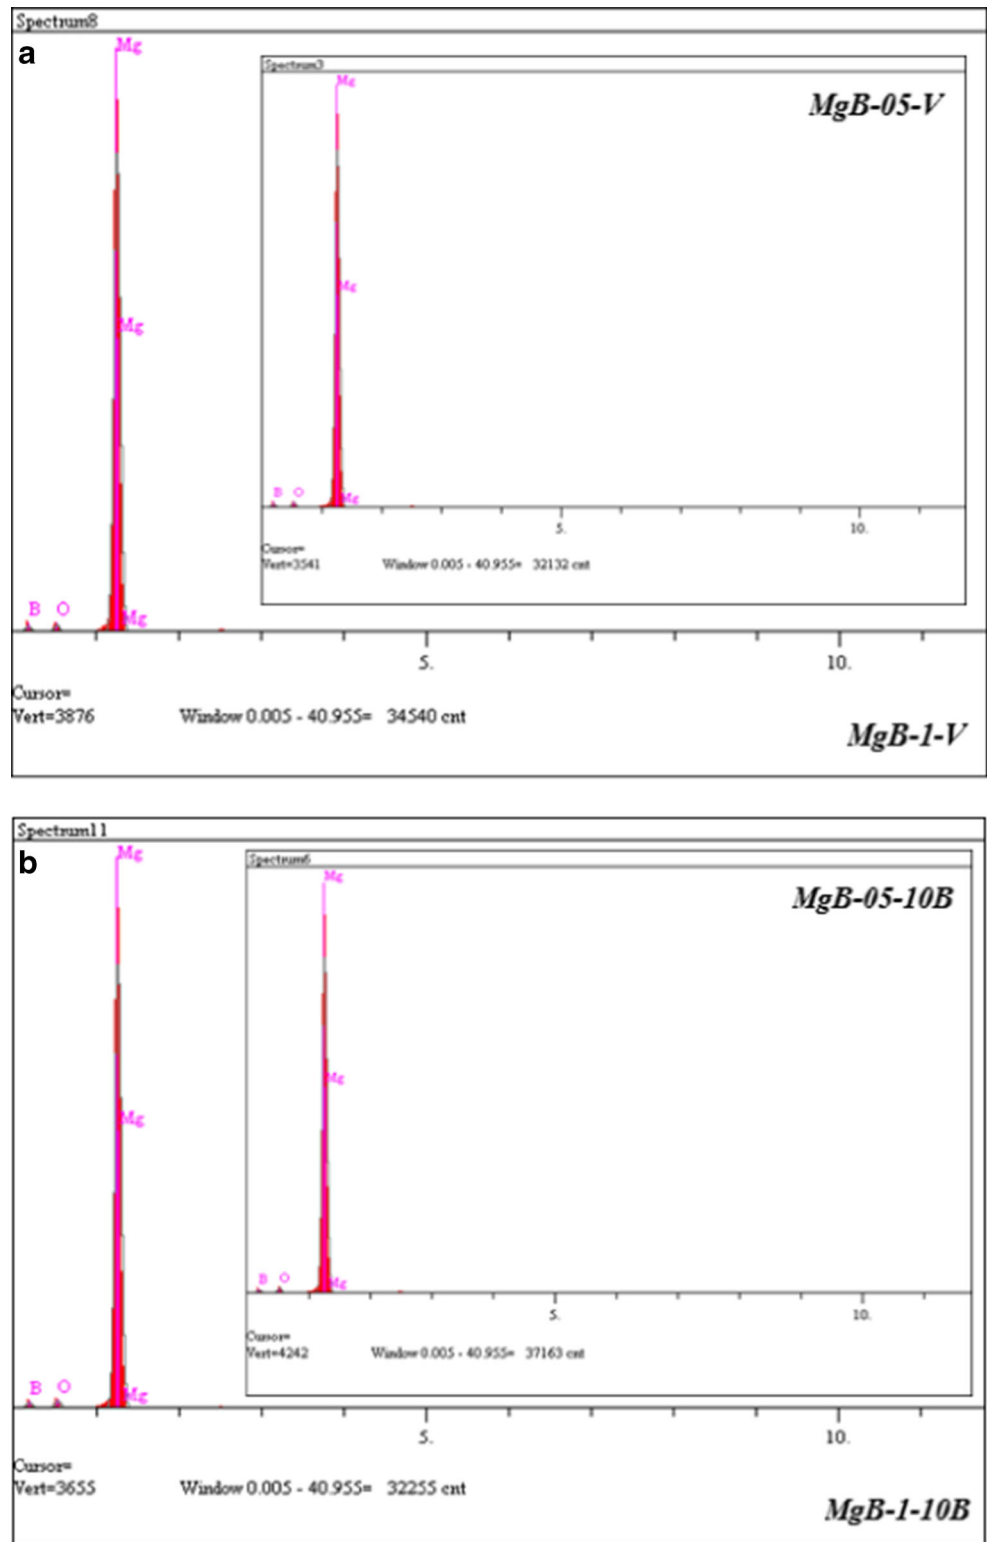 Spectrum8
a
Mg
Mg
B O
Mg
5. 10.
Cursor=
Vert=3876 Window 0.005 - 40.955= 34540 cnt
MgB-1-V
Spectrum3
Mg
MgB-05-V
Mg
B O
Mg
5. 10.
Cursor=
Vert=3541 Window 0.005 - 40.955= 32132 cnt
Spectrum11
b
Mg
Mg
B O
Mg
5. 10.
Cursor=
Vert=3655 Window 0.005 - 40.955= 32255 cnt
MgB-1-10B
Spectrum6
Mg
MgB-05-10B
Mg
B O
Mg
5. 10.
Cursor=
Vert=4242 Window 0.005 - 40.955= 37163 cnt